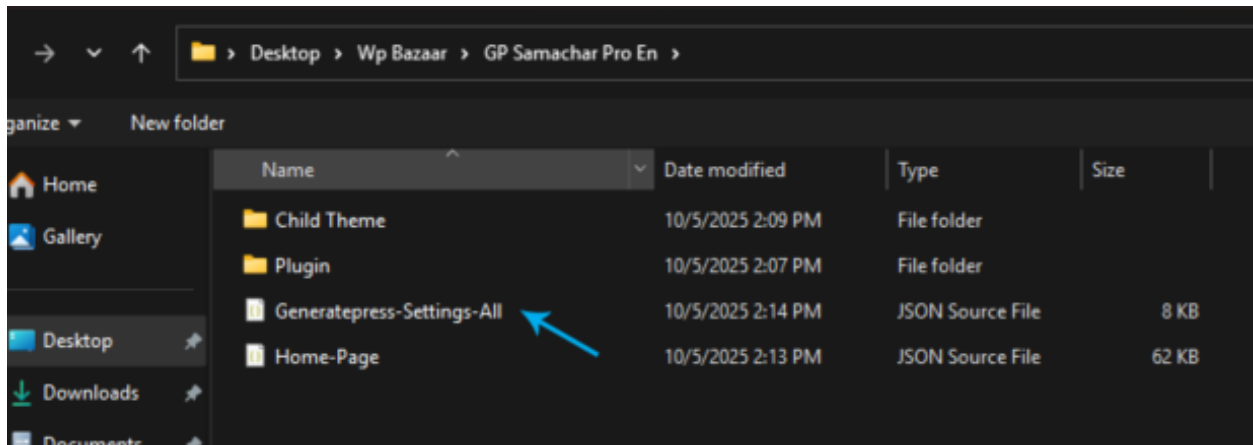 Desktop > Wp Bazaar > GP Samachar Pro En >
ganize New folder
Name Date modified Type Size
Home
Gallery
Desktop
Downloads
Documents
Child Theme 10/5/2025 2:09 PM File folder
Plugin 10/5/2025 2:07 PM File folder
Generatepress-Settings-All 10/5/2025 2:14 PM JSON Source File 8 KB
Home-Page 10/5/2025 2:13 PM JSON Source File 62 KB